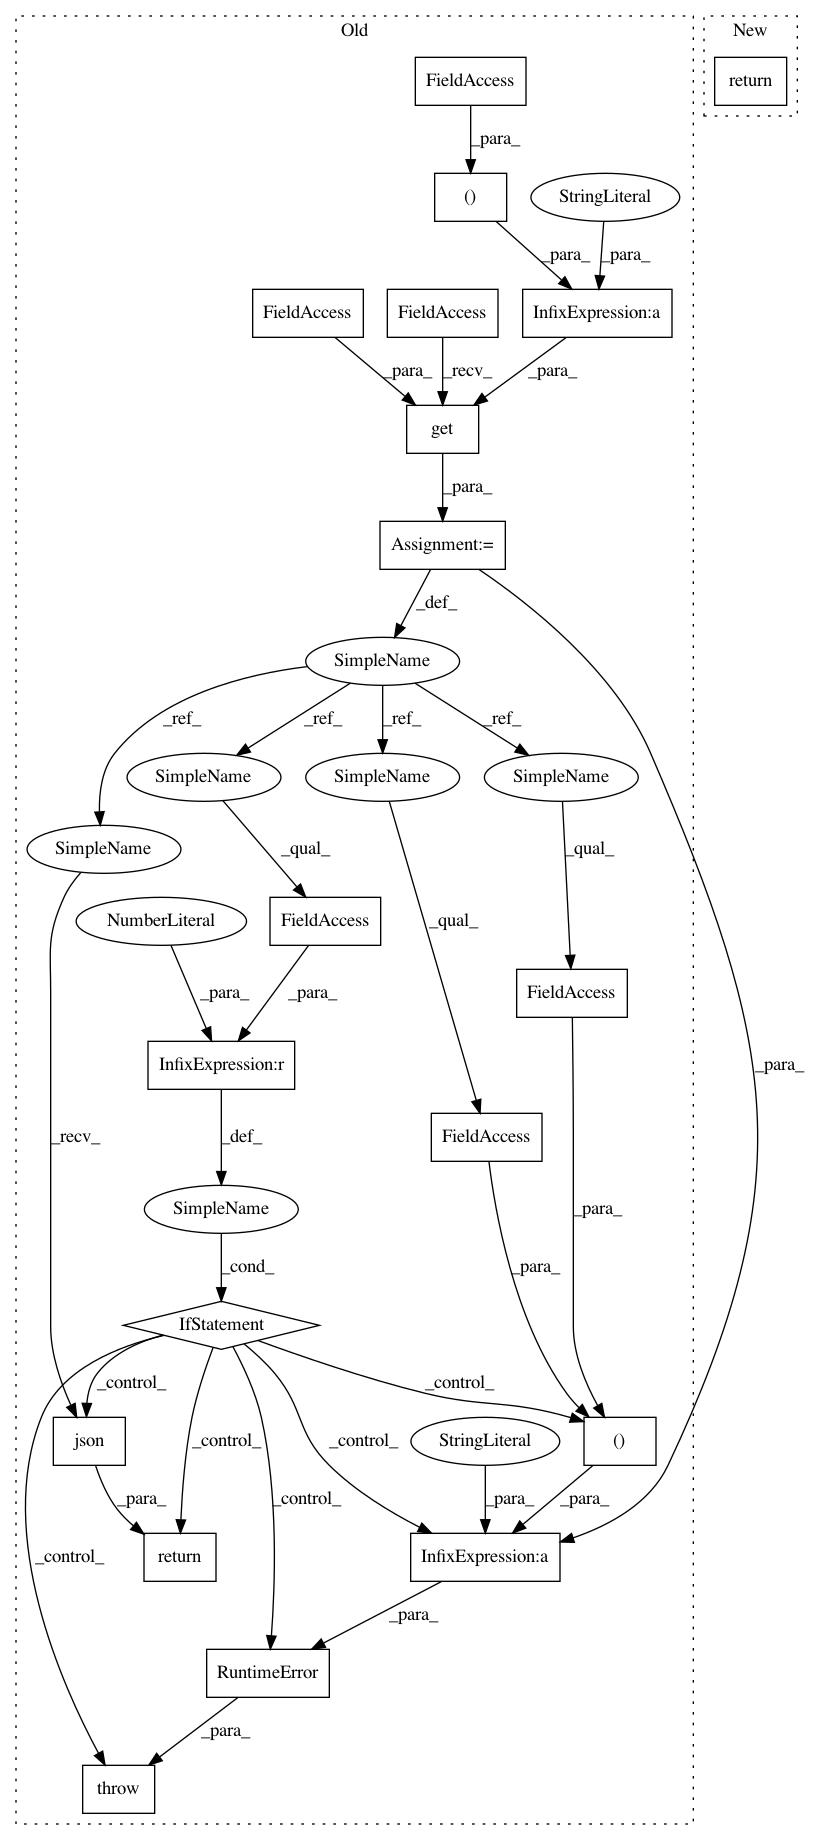 Old
New
FieldAccess
return
_para_
()
StringLiteral
_para_
_para_
FieldAccess
FieldAccess
InfixExpression:a
_para_
_recv_
_para_
get
_para_
Assignment:=
_def_
SimpleName
_ref_
_ref_
_ref_
_ref_
SimpleName
SimpleName
SimpleName
SimpleName
_qual_
_qual_
NumberLiteral
FieldAccess
_qual_
FieldAccess
_para_
_para_
InfixExpression:r
_para_
FieldAccess
_recv_
_def_
SimpleName
_para_
_cond_
_para_
IfStatement
_control_
_control_
json
_control_
_control_
StringLiteral
()
_para_
_control_
_para_
_para_
_control_
return
InfixExpression:a
_para_
RuntimeError
_para_
throw